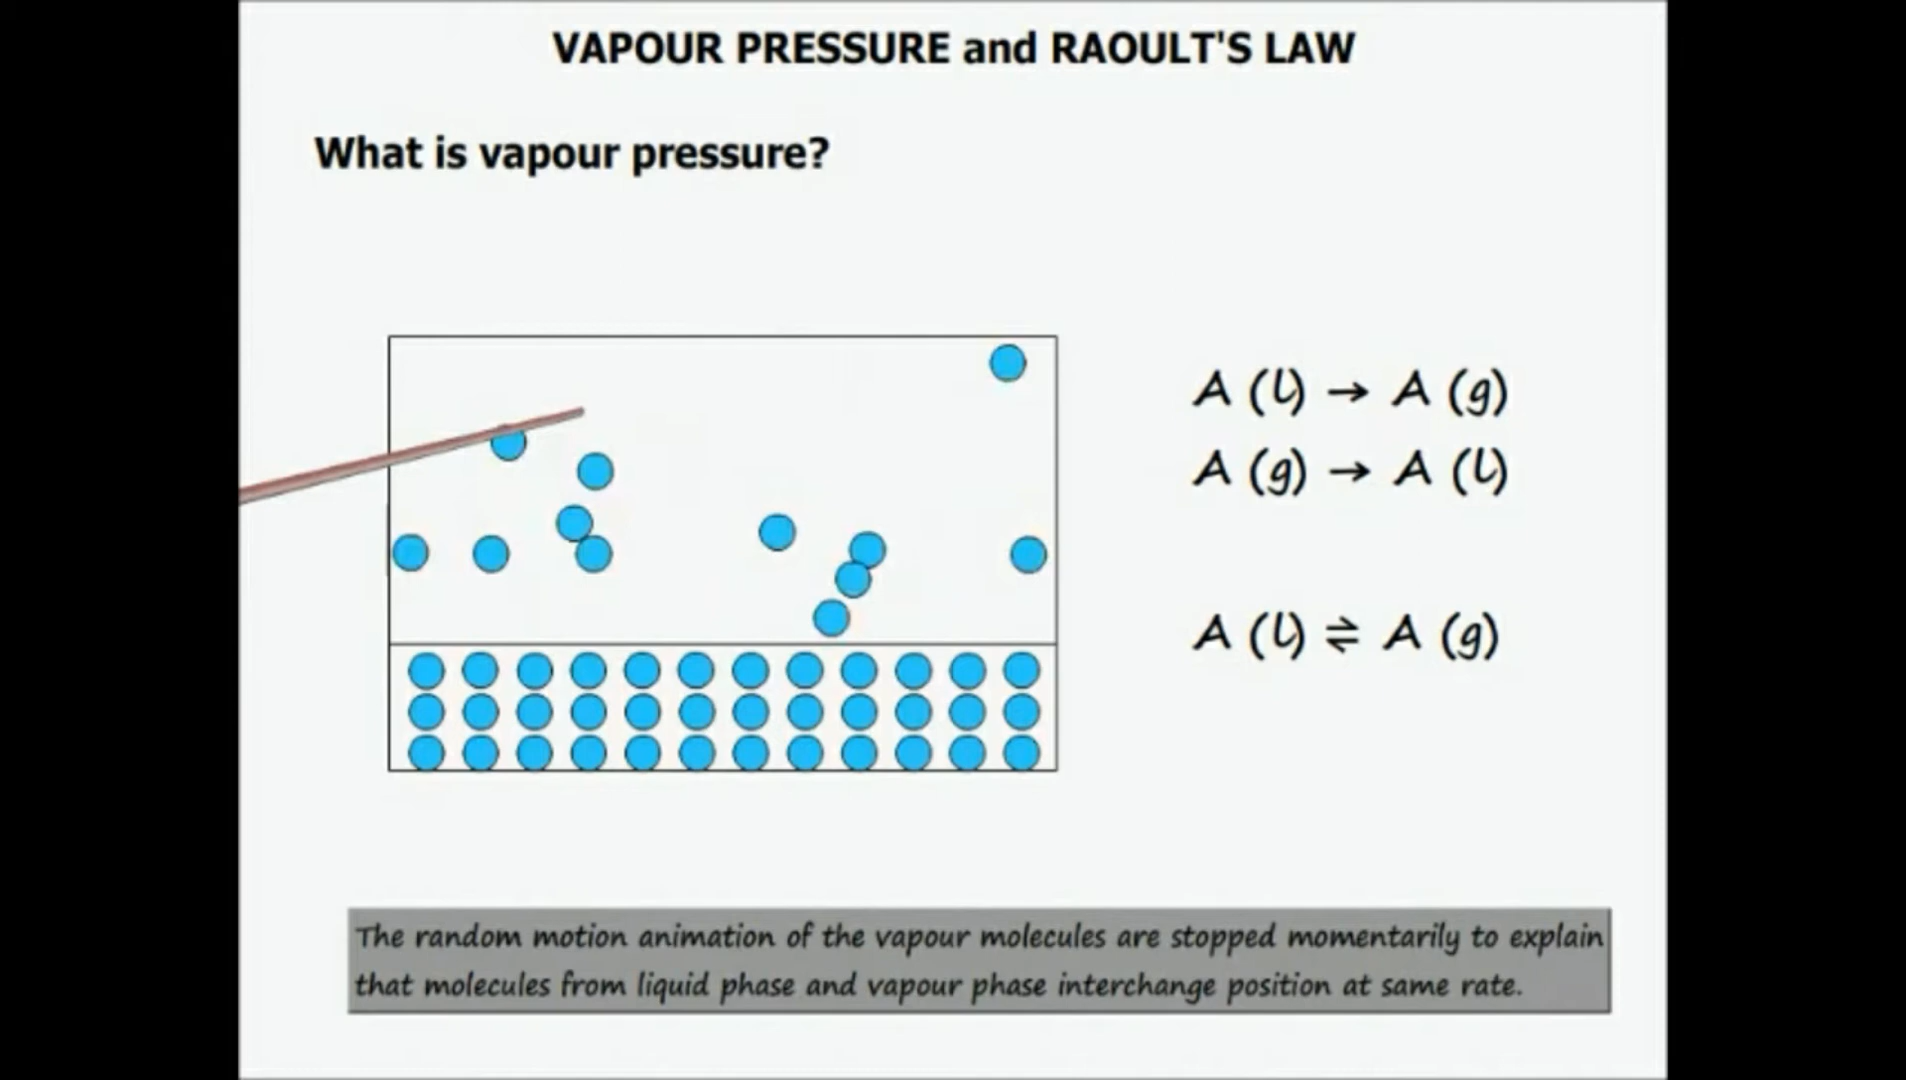 VAPOUR PRESSURE and RAOULT'S LAW
What is vapour pressure?
A (l) → A (g)
A (g) → A (l)
A (l) ⇌ A (g)
The random motion animation of the vapour molecules are stopped momentarily to explain
that molecules from liquid phase and vapour phase interchange position at same rate.